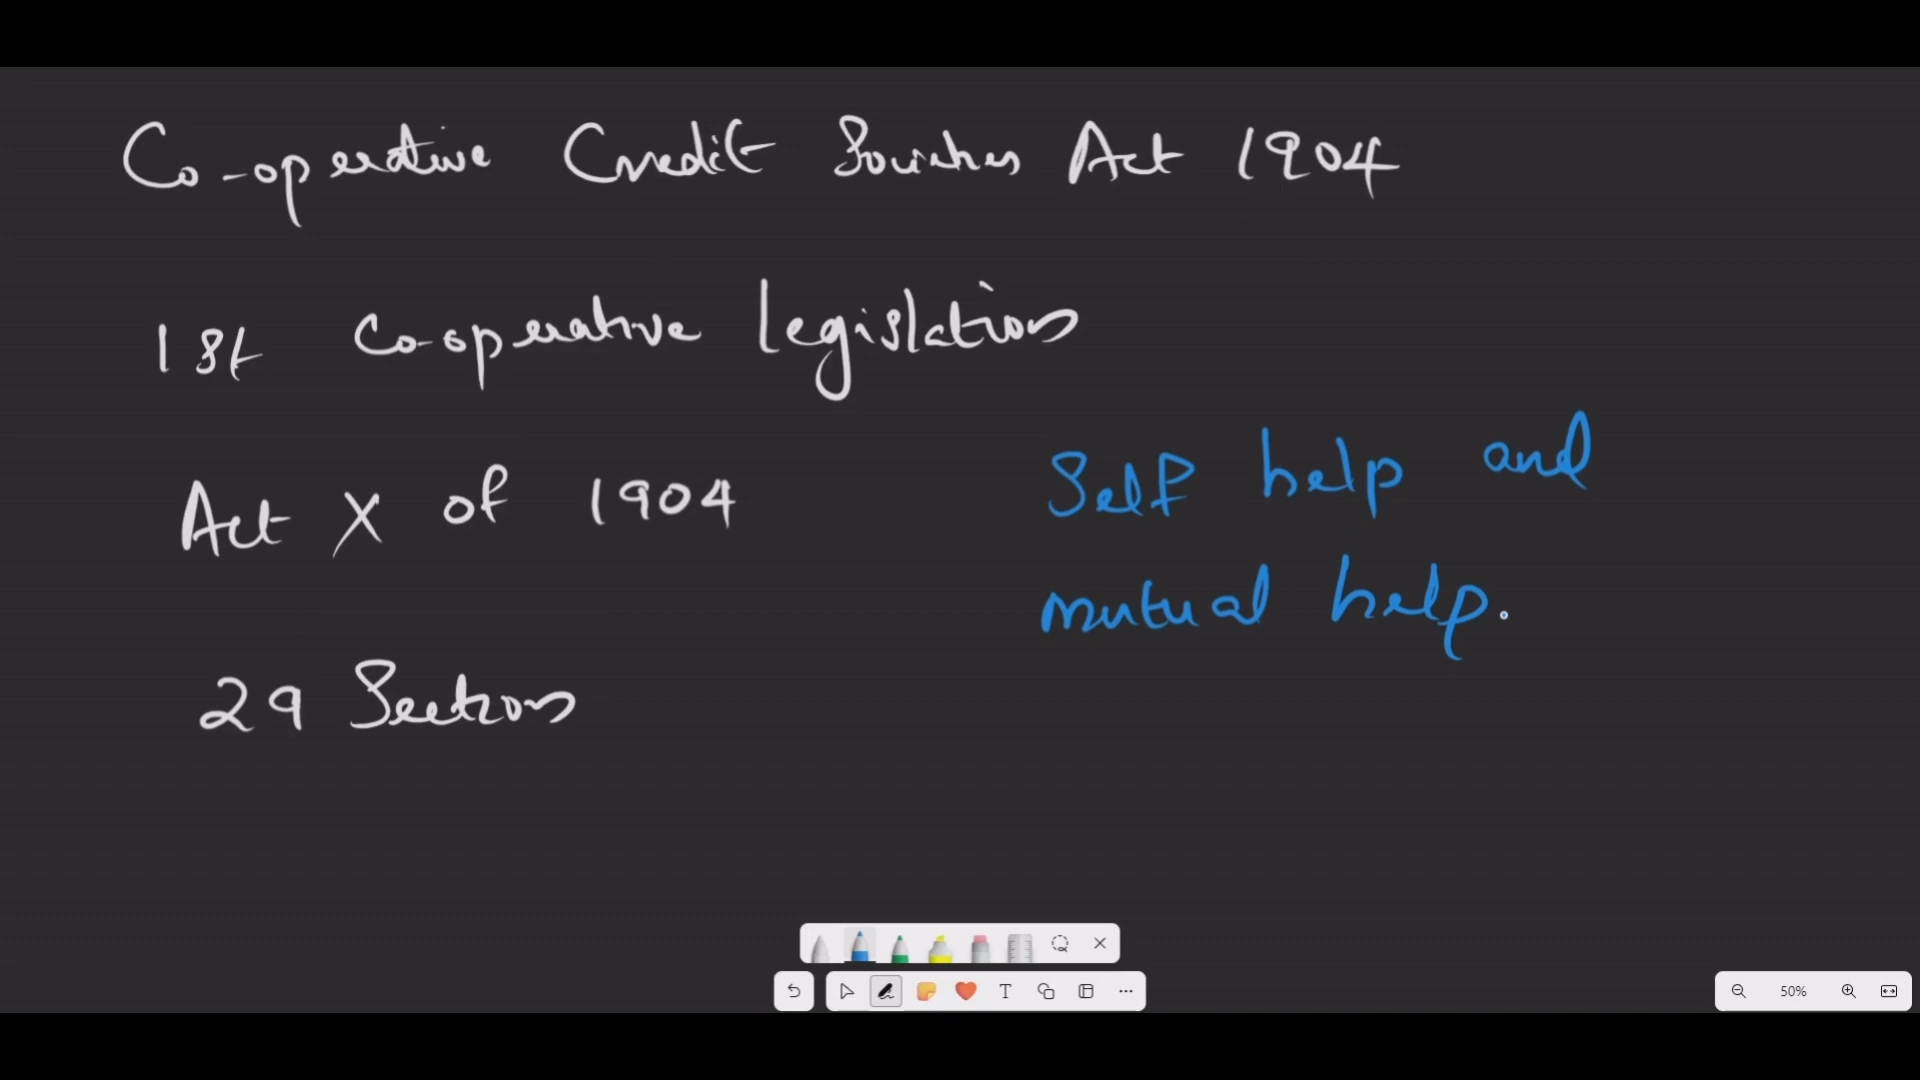 Co-operative Credit Societies Act 1904
1st Co-operative legislation
Act X of 1904
Self help and
mutual help.
29 Sections
50%